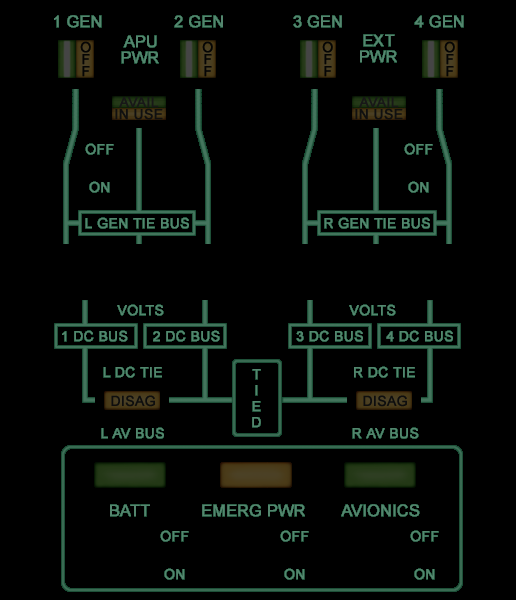 1 GEN 2 GEN 3 GEN 4 GEN
OFF APU PWR OFF OFF EXT PWR OFF
AVAIL AVAIL
IN USE IN USE
OFF OFF
ON ON
L GEN TIE BUS R GEN TIE BUS
VOLTS VOLTS
1 DC BUS 2 DC BUS 3 DC BUS 4 DC BUS
L DC TIE TIED R DC TIE
DISAG DISAG
L AV BUS R AV BUS
BATT EMERG PWR AVIONICS
OFF OFF OFF
ON ON ON